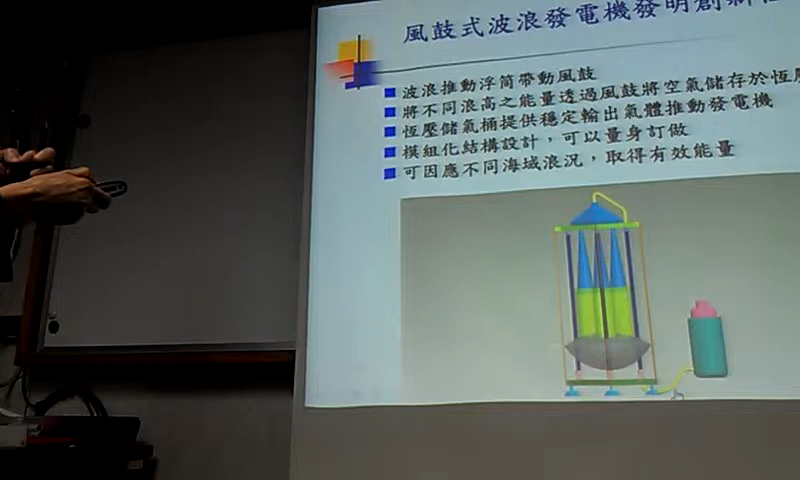 風鼓式波浪發電機發明創新
波浪推動浮筒帶動風鼓
將不同浪高之能量透過風鼓將空氣儲存於恆壓
恆壓儲氣桶提供穩定輸出氣體推動發電機
模組化結構設計，可以量身訂做
可因應不同海域浪況，取得有效能量